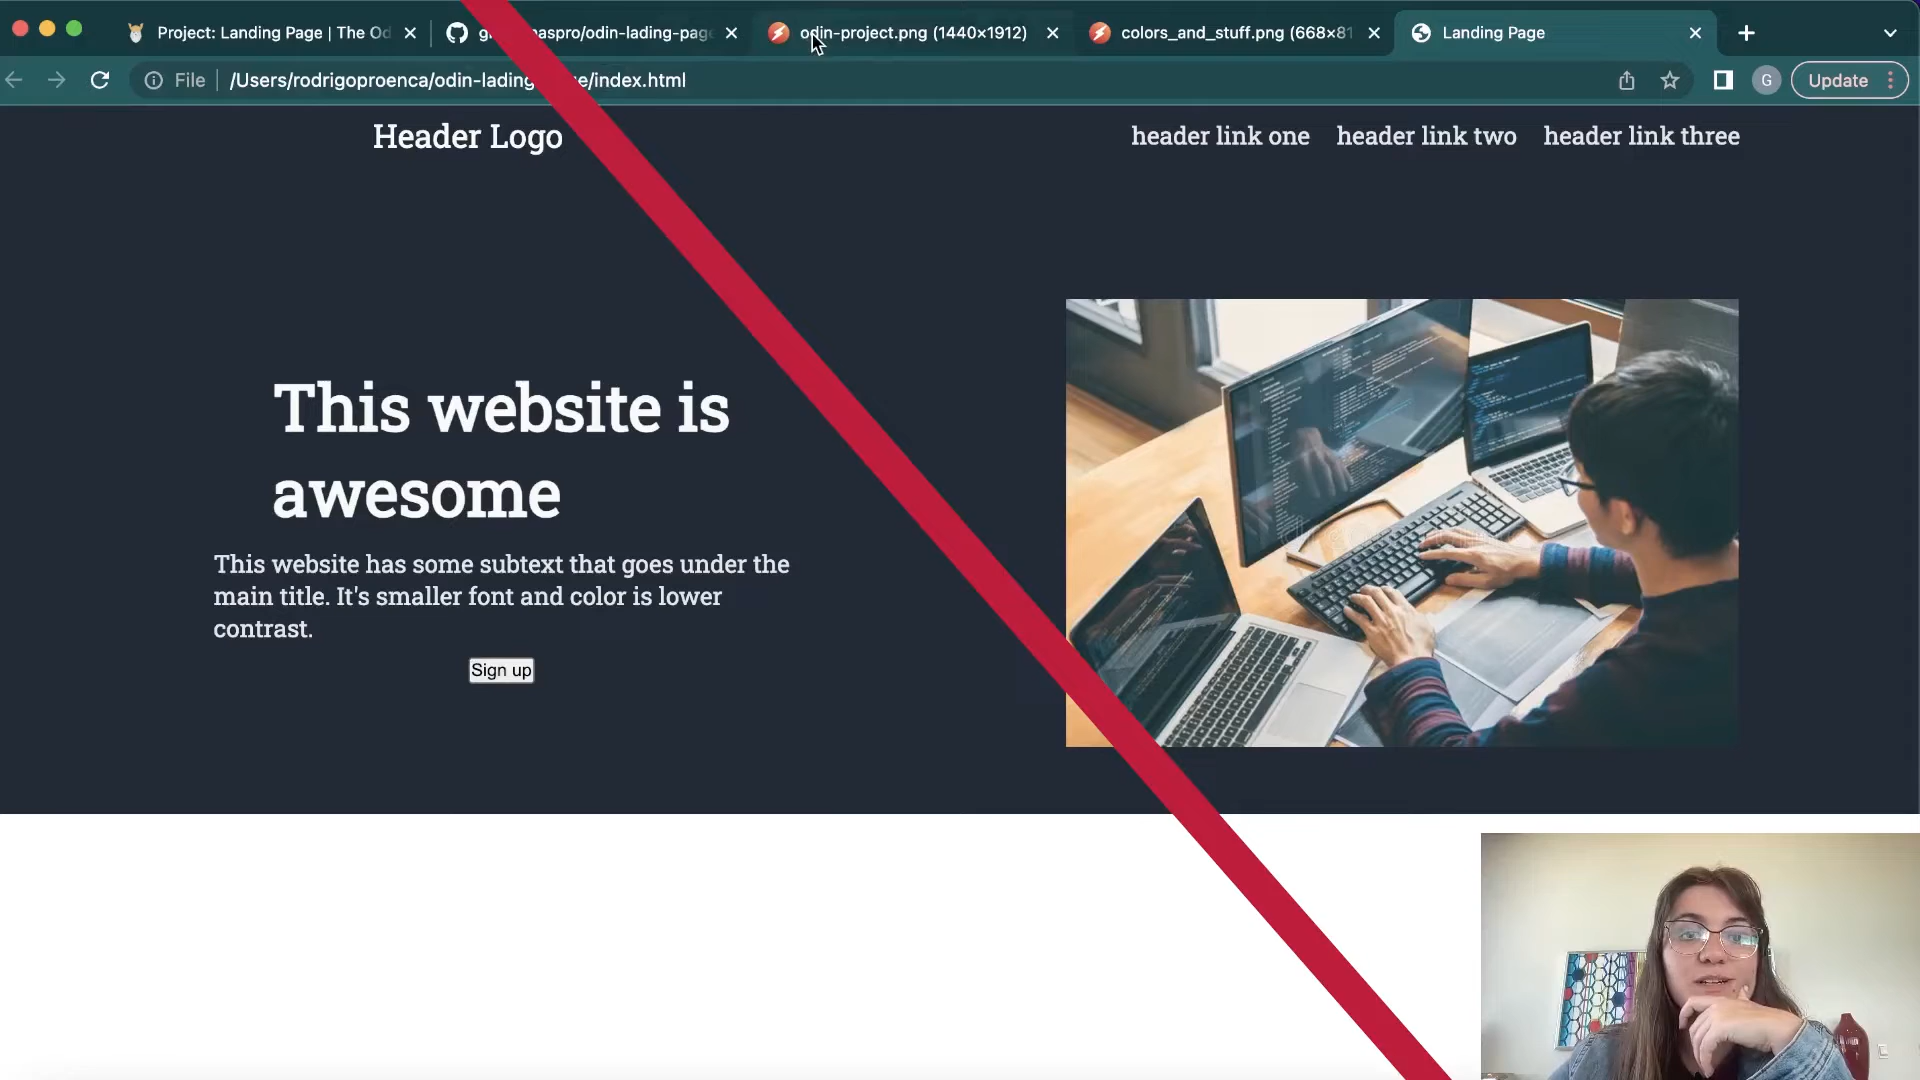 Project: Landing Page | The Od
naspro/odin-lading-page
odin-project.png (1440×1912)
colors_and_stuff.png (668×81
Landing Page
File
/Users/rodrigoproenca/odin-lading
e/index.html
G
Update
Header Logo
header link one
header link two
header link three
This website is
awesome
This website has some subtext that goes under the
main title. It's smaller font and color is lower
contrast.
Sign up